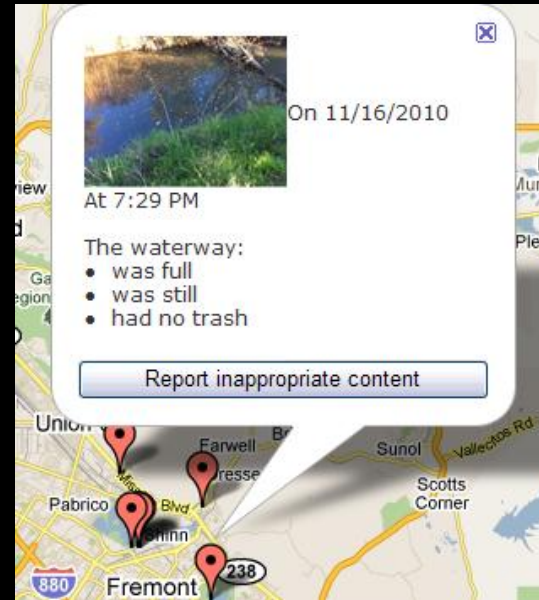 On 11/16/2010
At 7:29 PM
The waterway:
• was full
• was still
• had no trash
Report inappropriate content
Union
Farwell
Sunol
Vallecitos Rd
Scotts
Corner
Pabrico
Blvd
238
880
Fremont